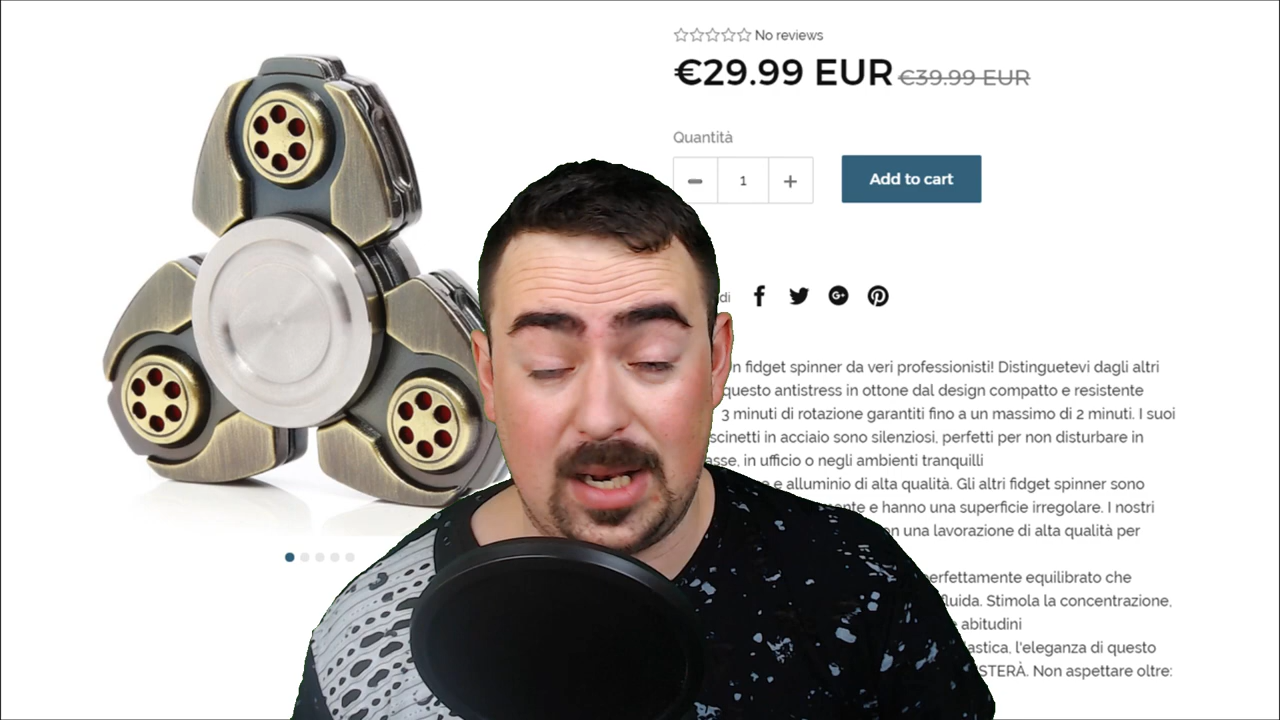 No reviews
€29.99 EUR €39.99 EUR
Quantità
1
Add to cart
di
fidget spinner da veri professionisti! Distinguetevi dagli altri
questo antistress in ottone dal design compatto e resistente
3 minuti di rotazione garantiti fino a un massimo di 2 minuti. I suoi
scinetti in acciaio sono silenziosi, perfetti per non disturbare in
asse, in ufficio o negli ambienti tranquilli
e alluminio di alta qualità. Gli altri fidget spinner sono
e hanno una superficie irregolare. I nostri
una lavorazione di alta qualità per
perfettamente equilibrato che
fluida. Stimola la concentrazione,
e abitudini
lastica, l'eleganza di questo
STERÀ. Non aspettare oltre: